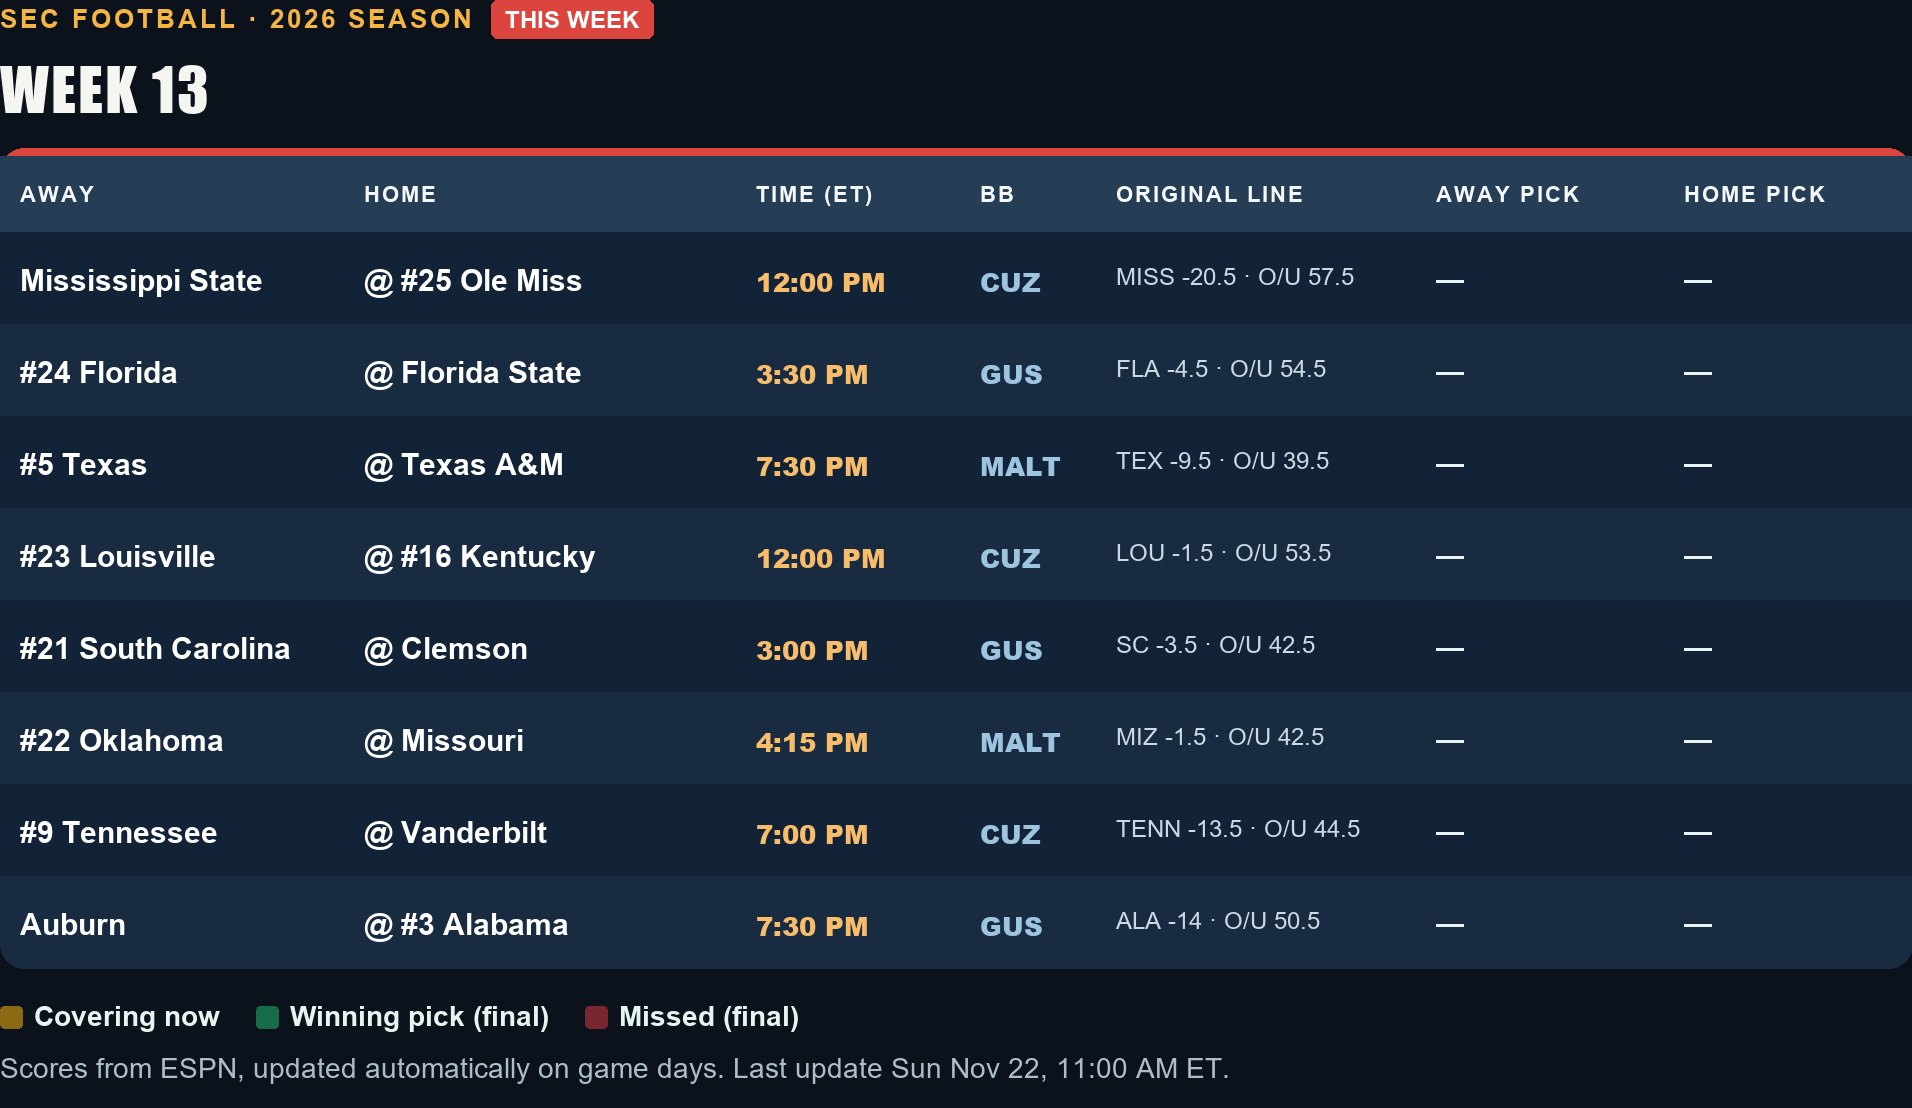 SEC FOOTBALL · 2026 SEASON THIS WEEK
WEEK 13
AWAY HOME TIME (ET) BB ORIGINAL LINE AWAY PICK HOME PICK
Mississippi State @ #25 Ole Miss 12:00 PM CUZ MISS -20.5 · O/U 57.5 — —
#24 Florida @ Florida State 3:30 PM GUS FLA -4.5 · O/U 54.5 — —
#5 Texas @ Texas A&M 7:30 PM MALT TEX -9.5 · O/U 39.5 — —
#23 Louisville @ #16 Kentucky 12:00 PM CUZ LOU -1.5 · O/U 53.5 — —
#21 South Carolina @ Clemson 3:00 PM GUS SC -3.5 · O/U 42.5 — —
#22 Oklahoma @ Missouri 4:15 PM MALT MIZ -1.5 · O/U 42.5 — —
#9 Tennessee @ Vanderbilt 7:00 PM CUZ TENN -13.5 · O/U 44.5 — —
Auburn @ #3 Alabama 7:30 PM GUS ALA -14 · O/U 50.5 — —
Covering now Winning pick (final) Missed (final)
Scores from ESPN, updated automatically on game days. Last update Sun Nov 22, 11:00 AM ET.